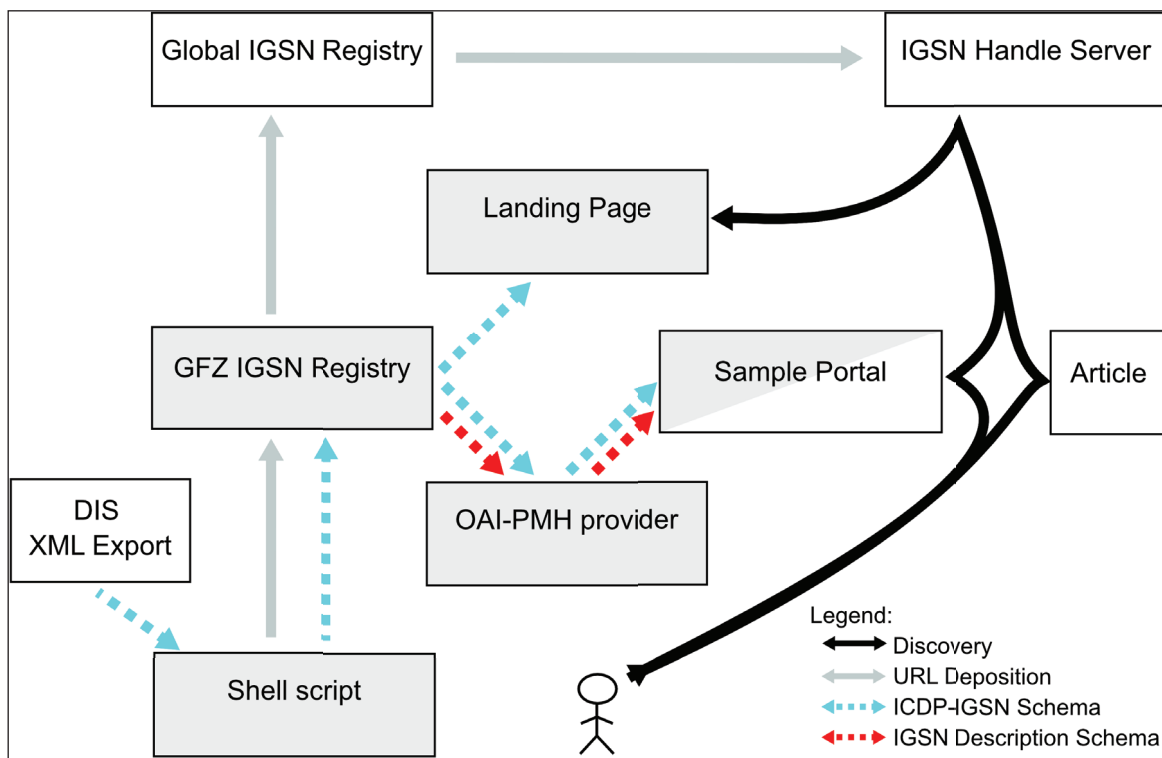 Global IGSN Registry
IGSN Handle Server
Landing Page
GFZ IGSN Registry
Sample Portal
Article
DIS
XML Export
OAI-PMH provider
Shell script
Legend:
Discovery
URL Deposition
ICDP-IGSN Schema
IGSN Description Schema